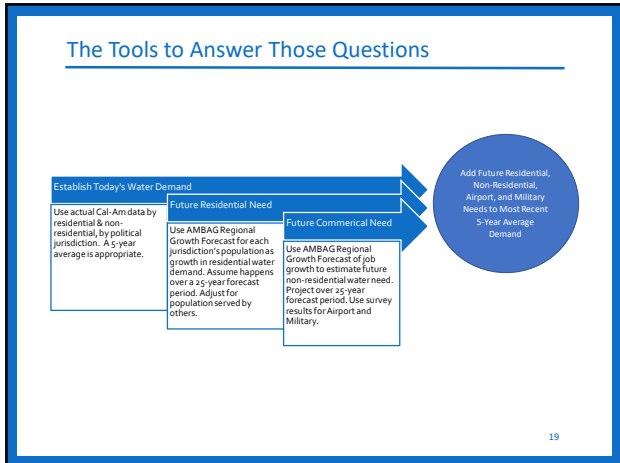 The Tools to Answer Those Questions
Establish Today's Water Demand
Use actual Cal-Am data by
residential & non-
residential, by political
jurisdiction. A 5-year
average is appropriate.
Future Residential Need
Use AMBAG Regional
Growth Forecast for each
jurisdiction's population as
growth in residential water
demand. Assume happens
over a 25-year forecast
period. Adjust for
population served by
others.
Future Commerical Need
Use AMBAG Regional
Growth Forecast of job
growth to estimate future
non-residential water need.
Project over 25-year
forecast period. Use survey
results for Airport and
Military.
Add Future Residential,
Non-Residential,
Airport, and Military
Needs to Most Recent
5-Year Average
Demand
19